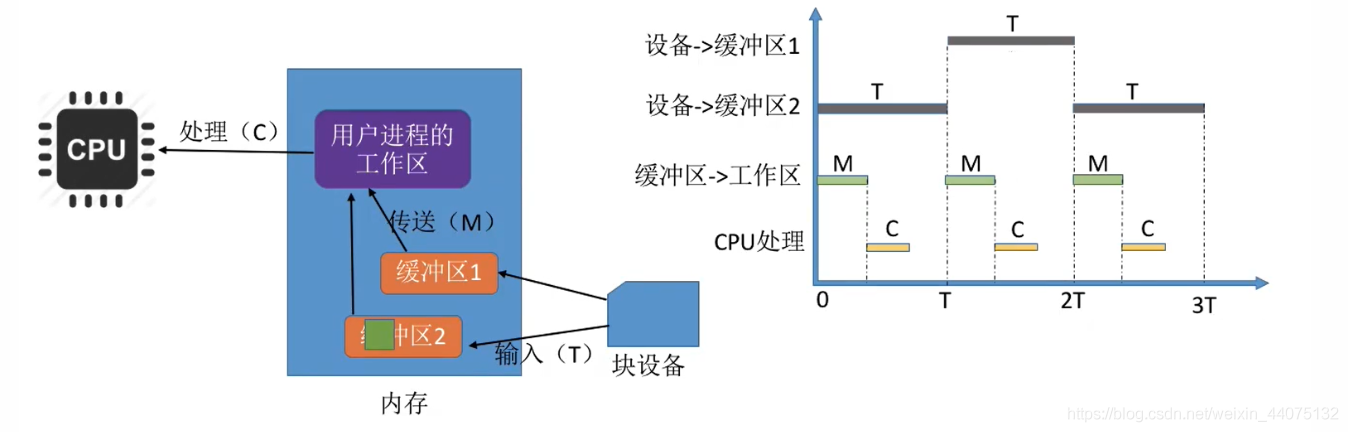 CPU
处理（C）
用户进程的
工作区
传送（M）
缓冲区1
冲区2
输入（T）
块设备
内存
设备->缓冲区1
T
设备->缓冲区2
T
T
缓冲区->工作区
M
M
M
CPU处理
C
C
C
0
T
2T
3T
https://blog.csdn.net/weixin_44075132